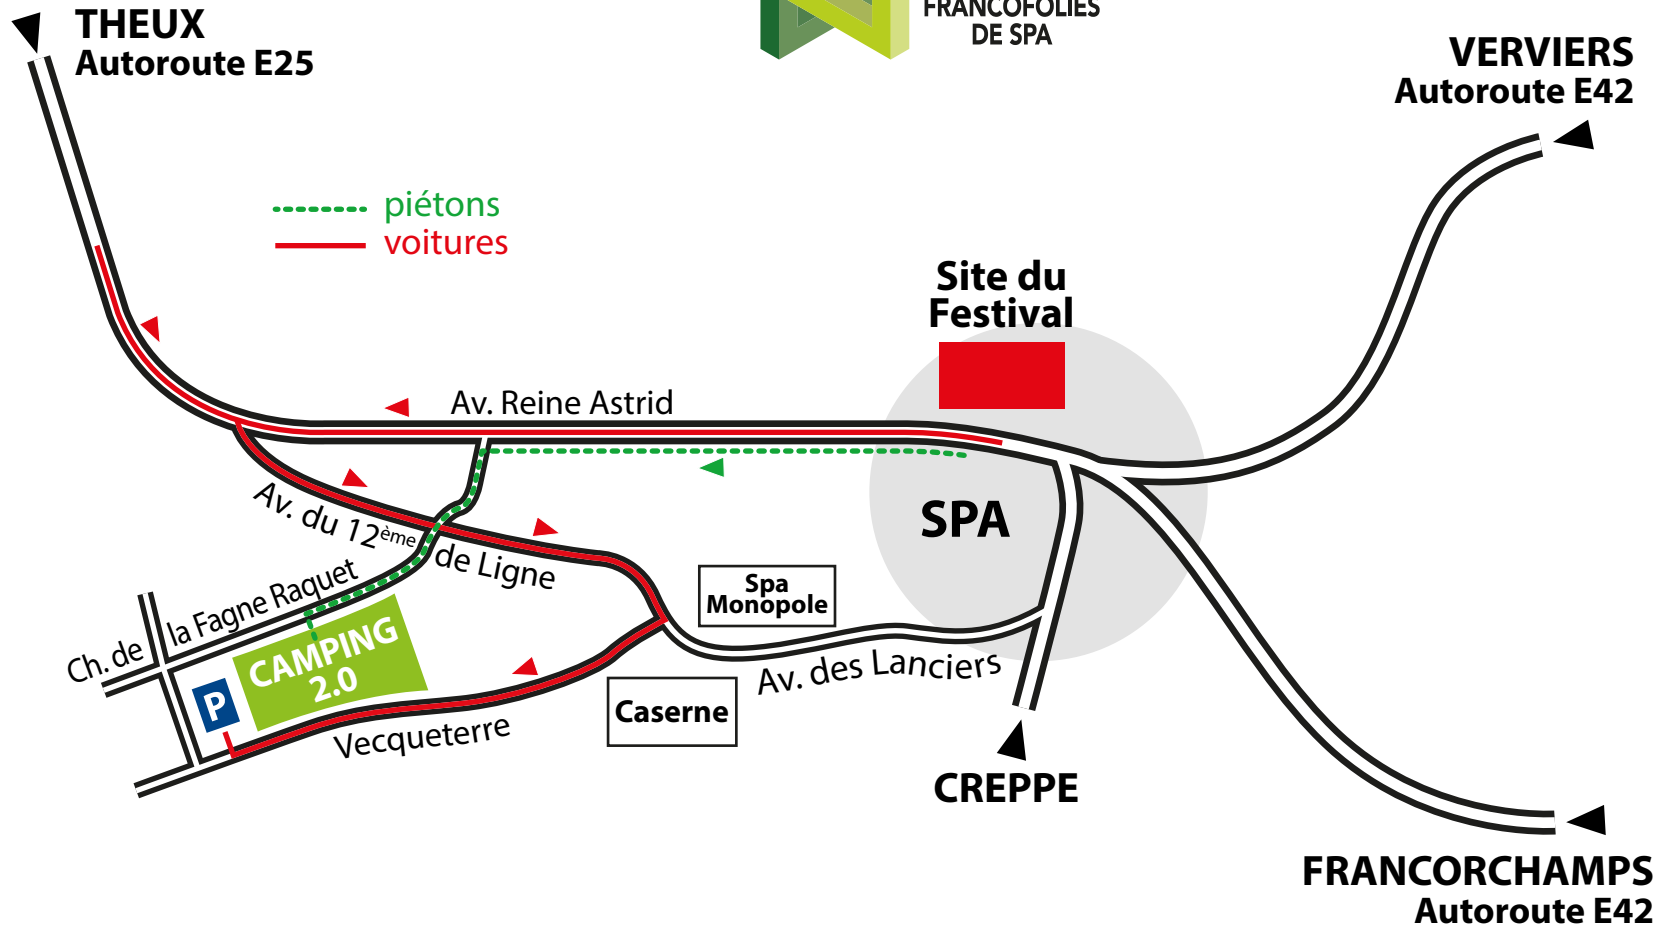 FRANCOFOLIES
DE SPA
THEUX
Autoroute E25
VERVIERS
Autoroute E42
piétons
voitures
Site du
Festival
Av. Reine Astrid
SPA
Av. du 12ème de Ligne
Ch. de la Fagne Raquet
Spa
Monopole
CAMPING
2.0
P
Av. des Lanciers
Caserne
Vecqueterre
CREPPE
FRANCORCHAMPS
Autoroute E42